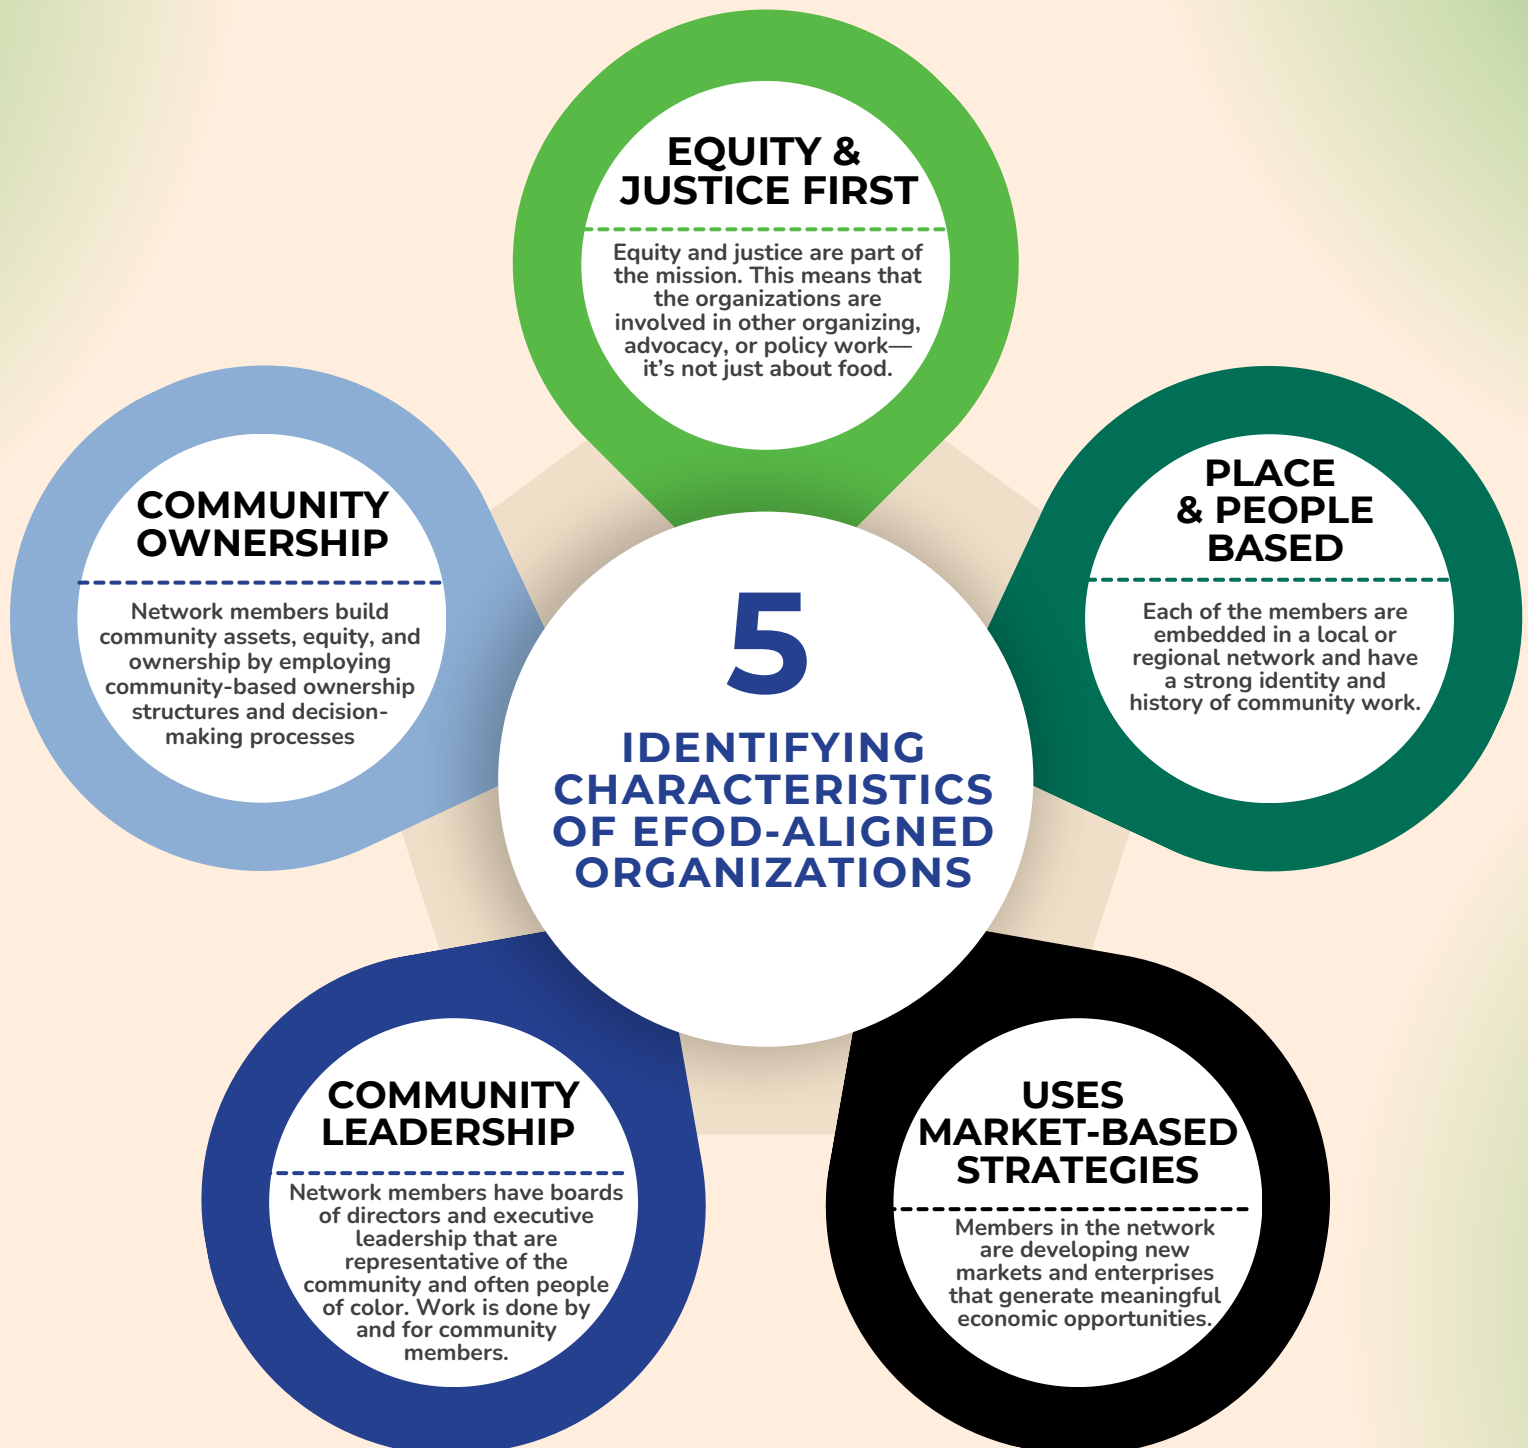 EQUITY &
JUSTICE FIRST
Equity and justice are part of
the mission. This means that
the organizations are
involved in other organizing,
advocacy, or policy work—
it’s not just about food.
PLACE
& PEOPLE
BASED
Each of the members are
embedded in a local or
regional network and have
a strong identity and
history of community work.
COMMUNITY
OWNERSHIP
Network members build
community assets, equity, and
ownership by employing
community-based ownership
structures and decision-
making processes
5
IDENTIFYING
CHARACTERISTICS
OF EFOD-ALIGNED
ORGANIZATIONS
COMMUNITY
LEADERSHIP
Network members have boards
of directors and executive
leadership that are
representative of the
community and often people
of color. Work is done by
and for community
members.
USES
MARKET-BASED
STRATEGIES
Members in the network
are developing new
markets and enterprises
that generate meaningful
economic opportunities.